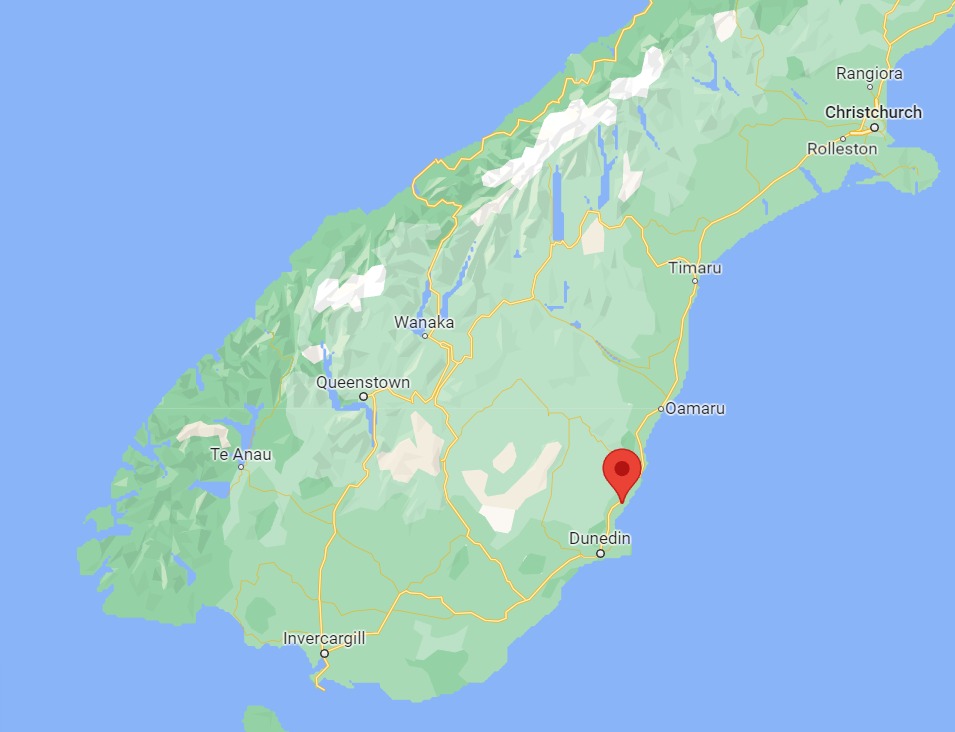 Rangiora
Christchurch
Rolleston
Timaru
Wanaka
Queenstown
Oamaru
Te Anau
Dunedin
Invercargill